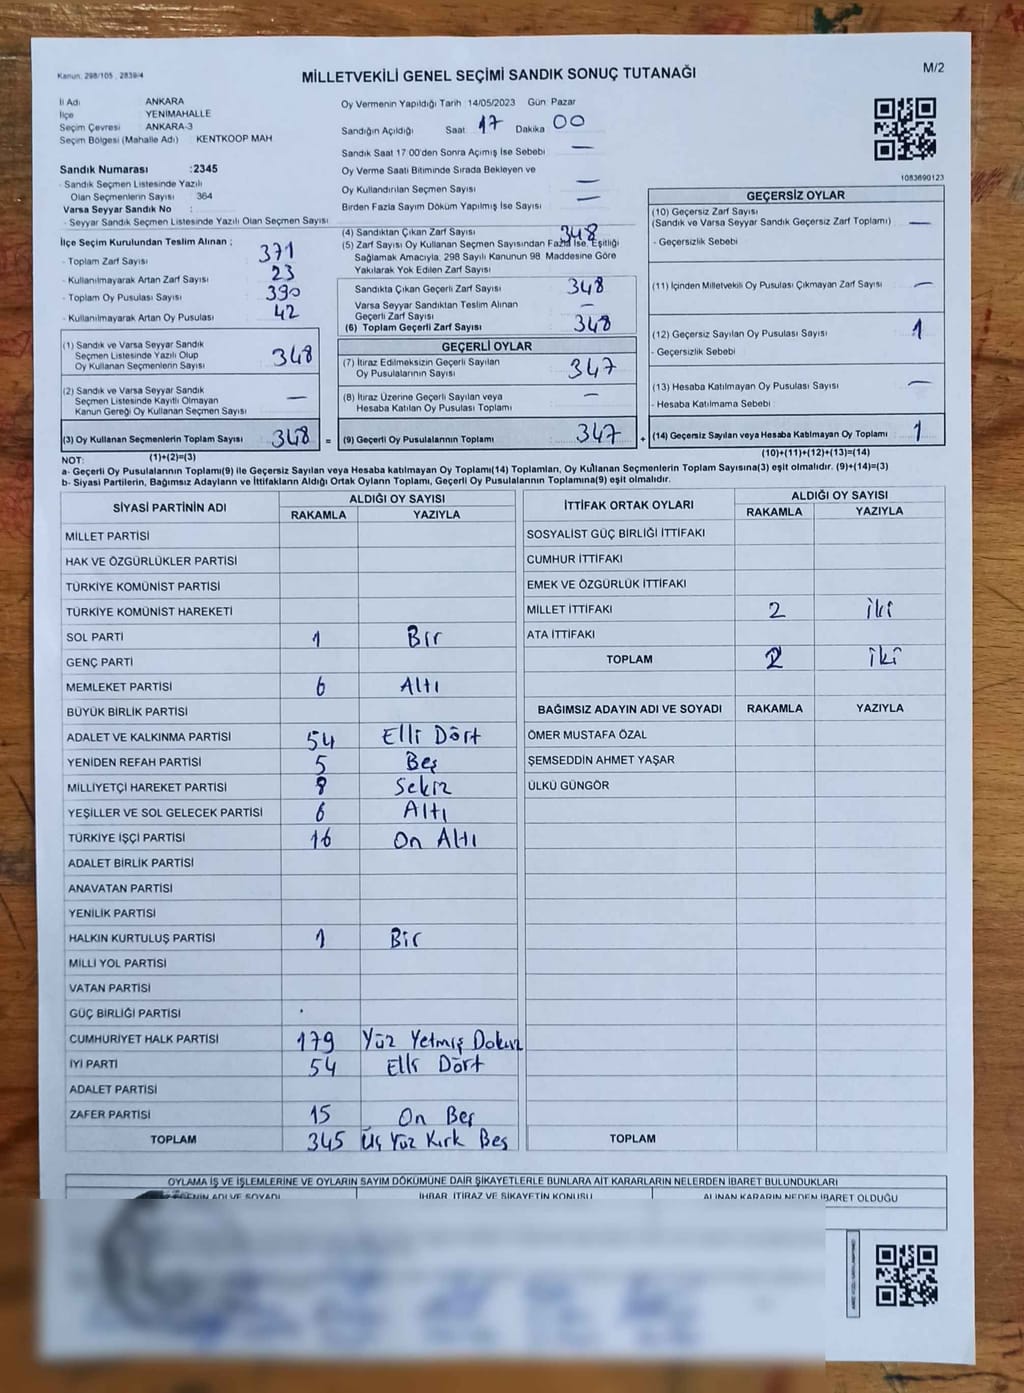 Kanun: 298/105 , 2839/4
MİLLETVEKİLİ GENEL SEÇİMİ SANDIK SONUÇ TUTANAĞI
M/2
İl Adı ANKARA
İlçe YENİMAHALLE
Seçim Çevresi ANKARA-3
Seçim Bölgesi (Mahalle Adı) KENTKOOP MAH
Oy Vermenin Yapıldığı Tarih 14/05/2023 Gün: Pazar
Sandığın Açıldığı Saat 17 Dakika 00
Sandık Saat 17:00'den Sonra Açımış İse Sebebi —
Oy Verme Saati Bitiminde Sırada Bekleyen ve
Oy Kullandırılan Seçmen Sayısı —
Birden Fazla Sayım Döküm Yapılmış İse Sayısı —
1083690123
Sandık Numarası :2345
- Sandık Seçmen Listesinde Yazılı
Olan Seçmenlerin Sayısı 364
Varsa Seyyar Sandık No :
- Seyyar Sandık Seçmen Listesinde Yazılı Olan Seçmen Sayısı :
İlçe Seçim Kurulundan Teslim Alınan ;
- Toplam Zarf Sayısı 371
- Kullanılmayarak Artan Zarf Sayısı 23
- Toplam Oy Pusulası Sayısı 390
- Kullanılmayarak Artan Oy Pusulası 42
(1) Sandık ve Varsa Seyyar Sandık
Seçmen Listesinde Yazılı Olup
Oy Kullanan Seçmenlerin Sayısı 348
(2) Sandık ve Varsa Seyyar Sandık
Seçmen Listesinde Kayıtlı Olmayan
Kanun Gereği Oy Kullanan Seçmen Sayısı —
(3) Oy Kullanan Seçmenlerin Toplam Sayısı 348 =
(1)+(2)=(3)
(4) Sandıktan Çıkan Zarf Sayısı 348
(5) Zarf Sayısı Oy Kullanan Seçmen Sayısından Fazla İse, Eşitliği
Sağlamak Amacıyla, 298 Sayılı Kanunun 98. Maddesine Göre
Yakılarak Yok Edilen Zarf Sayısı
Sandıkta Çıkan Geçerli Zarf Sayısı 348
Varsa Seyyar Sandıktan Teslim Alınan
Geçerli Zarf Sayısı —
(6) Toplam Geçerli Zarf Sayısı 348
GEÇERLİ OYLAR
(7) İtiraz Edilmeksizin Geçerli Sayılan
Oy Pusulalarının Sayısı 347
(8) İtiraz Üzerine Geçerli Sayılan veya
Hesaba Katılan Oy Pusulası Toplamı —
(9) Geçerli Oy Pusulalarının Toplamı 347 +
GEÇERSİZ OYLAR
(10) Geçersiz Zarf Sayısı
(Sandık ve Varsa Seyyar Sandık Geçersiz Zarf Toplamı) —
- Geçersizlik Sebebi
(11) İçinden Milletvekili Oy Pusulası Çıkmayan Zarf Sayısı —
(12) Geçersiz Sayılan Oy Pusulası Sayısı 1
- Geçersizlik Sebebi
(13) Hesaba Katılmayan Oy Pusulası Sayısı —
- Hesaba Katılmama Sebebi
(14) Geçersiz Sayılan veya Hesaba Katılmayan Oy Toplamı 1
(10)+(11)+(12)+(13)=(14)
NOT:
a- Geçerli Oy Pusulalarının Toplamı(9) ile Geçersiz Sayılan veya Hesaba katılmayan Oy Toplamı(14) Toplamları, Oy Kullanan Seçmenlerin Toplam Sayısına(3) eşit olmalıdır. (9)+(14)=(3)
b- Siyasi Partilerin, Bağımsız Adayların ve İttifakların Aldığı Ortak Oyların Toplamı, Geçerli Oy Pusulalarının Toplamına(9) eşit olmalıdır.
SİYASİ PARTİNİN ADI ALDIĞI OY SAYISI
RAKAMLA YAZIYLA
MİLLET PARTİSİ
HAK VE ÖZGÜRLÜKLER PARTİSİ
TÜRKİYE KOMÜNİST PARTİSİ
TÜRKİYE KOMÜNİST HAREKETİ
SOL PARTİ 1 Bir
GENÇ PARTİ
MEMLEKET PARTİSİ 6 Altı
BÜYÜK BİRLİK PARTİSİ
ADALET VE KALKINMA PARTİSİ 54 Elli Dört
YENİDEN REFAH PARTİSİ 5 Beş
MİLLİYETÇİ HAREKET PARTİSİ 8 Sekiz
YEŞİLLER VE SOL GELECEK PARTİSİ 6 Altı
TÜRKİYE İŞÇİ PARTİSİ 16 On Altı
ADALET BİRLİK PARTİSİ
ANAVATAN PARTİSİ
YENİLİK PARTİSİ
HALKIN KURTULUŞ PARTİSİ 1 Bir
MİLLİ YOL PARTİSİ
VATAN PARTİSİ
GÜÇ BİRLİĞİ PARTİSİ
CUMHURİYET HALK PARTİSİ 179 Yüz Yetmiş Dokuz
İYİ PARTİ 54 Elli Dört
ADALET PARTİSİ
ZAFER PARTİSİ 15 On Beş
TOPLAM 345 Üç Yüz Kırk Beş
İTTİFAK ORTAK OYLARI ALDIĞI OY SAYISI
RAKAMLA YAZIYLA
SOSYALİST GÜÇ BİRLİĞİ İTTİFAKI
CUMHUR İTTİFAKI
EMEK VE ÖZGÜRLÜK İTTİFAKI
MİLLET İTTİFAKI 2 İki
ATA İTTİFAKI
TOPLAM 2 İki
BAĞIMSIZ ADAYIN ADI VE SOYADI RAKAMLA YAZIYLA
ÖMER MUSTAFA ÖZAL
ŞEMSEDDİN AHMET YAŞAR
ÜLKÜ GÜNGÖR
TOPLAM
OYLAMA İŞ VE İŞLEMLERİNE VE OYLARIN SAYIM DÖKÜMÜNE DAİR ŞİKAYETLERLE BUNLARA AİT KARARLARIN NELERDEN İBARET BULUNDUKLARI
ADI VE SOYADI İHBAR, İTİRAZ VE ŞİKAYETİN KONUSU ALINAN KARARIN NEDEN İBARET OLDUĞU